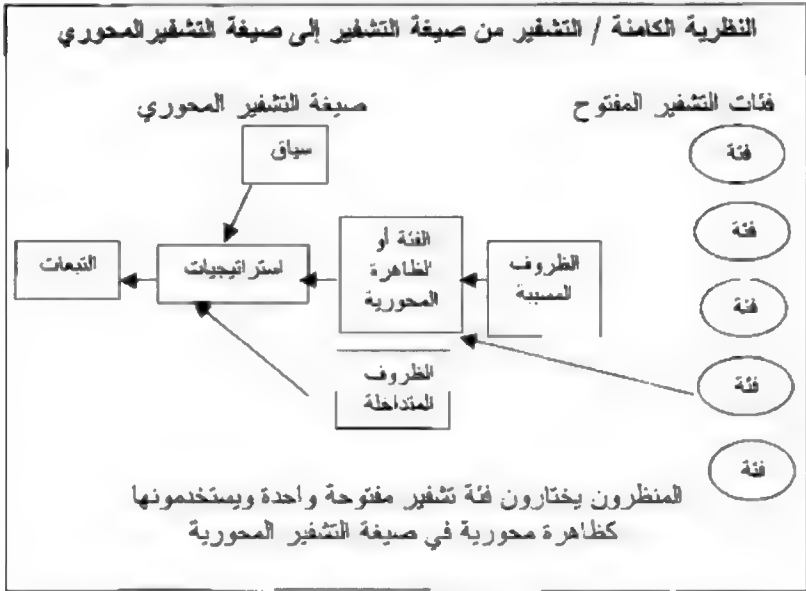 النظرية الكامنة / التشفير من صيغة التشفير إلى صيغة التشفير المحوري
فئات التشفير المفتوح
صيغة التشفير المحوري
فئة
فئة
فئة
فئة
فئة
سياق
الظروف
المسببة
الفئة أو
الظاهرة
المحورية
استراتيجيات
التبعات
الظروف
المتداخلة
المنظرون يختارون فئة تشفير مفتوحة واحدة ويستخدمونها
كظاهرة محورية في صيغة التشفير المحورية